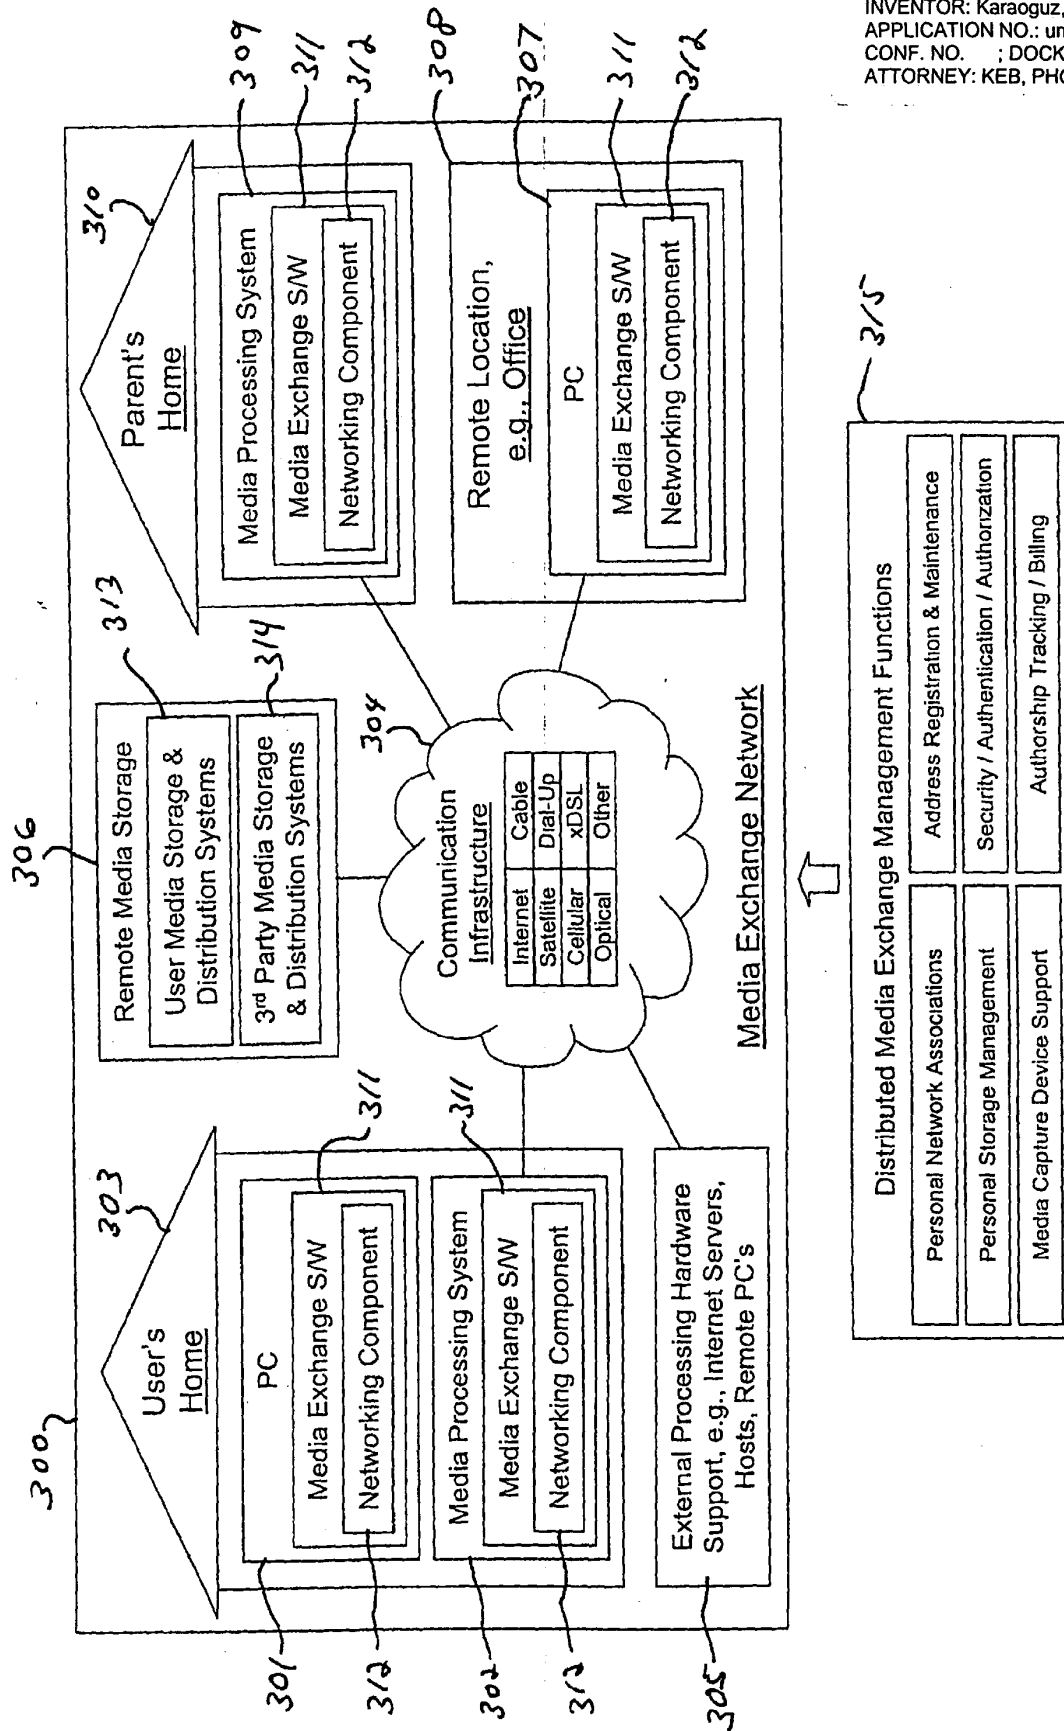 INVENTOR: Karaoguz,
APPLICATION NO.:
CONF. NO. ; DOCK
ATTORNEY: KEB, PH
300
303
User's
Home
PC
Media Exchange S/W
Networking Component
311
301
312
Media Processing System
Media Exchange S/W
Networking Component
311
302
312
External Processing Hardware
Support, e.g., Internet Servers,
Hosts, Remote PC's
305
306
Remote Media Storage
User Media Storage &
Distribution Systems
313
3rd Party Media Storage
& Distribution Systems
314
304
Communication
Infrastructure
Internet Cable
Satellite Dial-Up
Cellular xDSL
Optical Other
Media Exchange Network
310
Parent's
Home
Media Processing System
Media Exchange S/W
Networking Component
309
311
312
308
Remote Location,
e.g., Office
307
PC
Media Exchange S/W
Networking Component
311
312
315
Distributed Media Exchange Management Functions
Personal Network Associations
Address Registration & Maintenance
Personal Storage Management
Security / Authentication / Authorization
Media Capture Device Support
Authorship Tracking / Billing